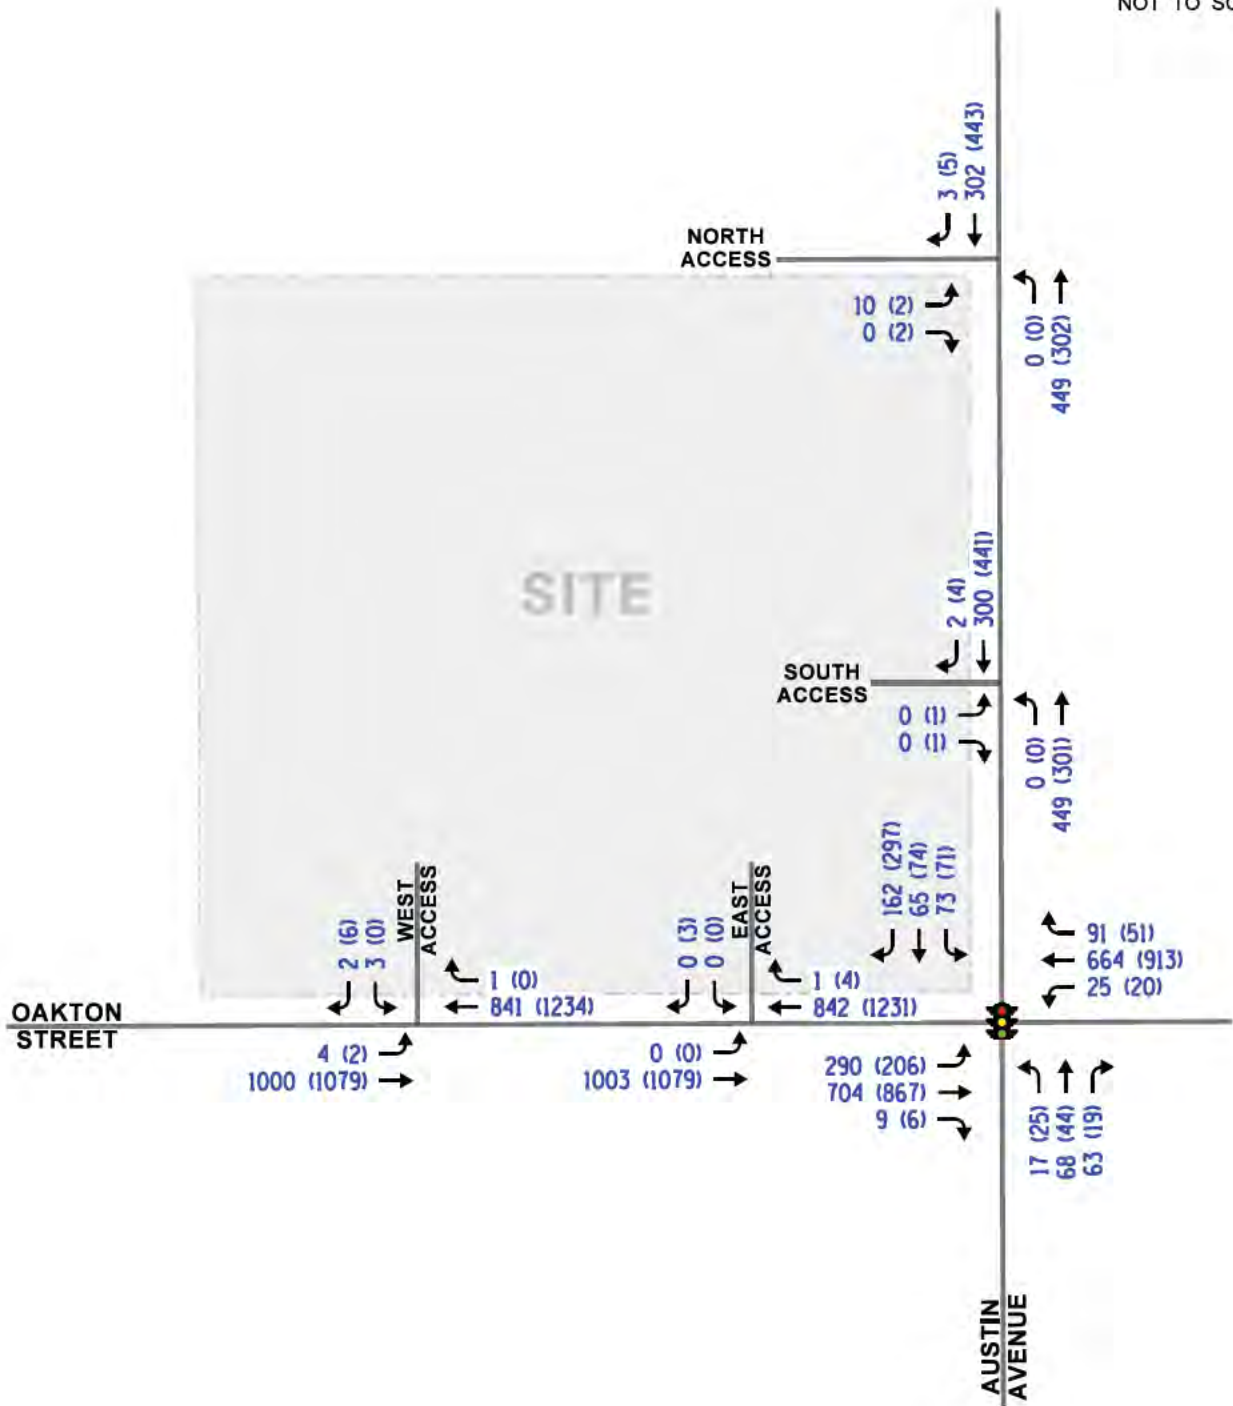 NOT TO SC
3 (5)
302 (443)
NORTH
ACCESS
10 (2)
0 (2)
0 (0)
449 (302)
SITE
2 (4)
300 (441)
SOUTH
ACCESS
0 (1)
0 (1)
0 (0)
449 (301)
162 (297)
65 (74)
73 (71)
WEST
ACCESS
EAST
ACCESS
2 (6)
3 (0)
0 (3)
0 (0)
91 (51)
664 (913)
25 (20)
1 (0)
841 (1234)
1 (4)
842 (1231)
OAKTON
STREET
4 (2)
1000 (1079)
0 (0)
1003 (1079)
290 (206)
704 (867)
9 (6)
17 (25)
68 (44)
63 (19)
AUSTIN
AVENUE